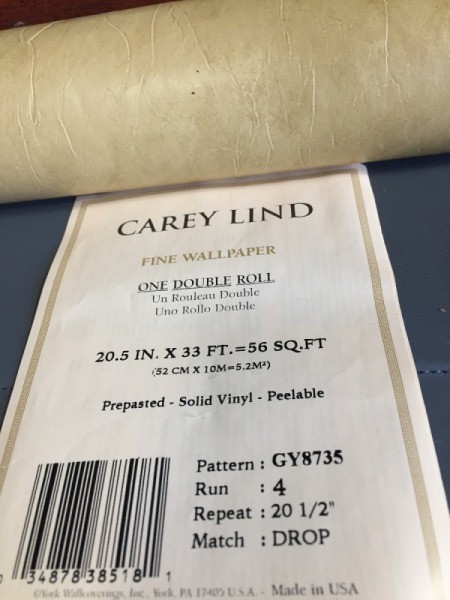 CAREY LIND
FINE WALLPAPER
ONE DOUBLE ROLL
Un Rouleau Double
Uno Rollo Double
20.5 IN. X 33 FT.=56 SQ.FT
(52 CM X 10M=5.2M²)
Prepasted - Solid Vinyl - Peelable
Pattern : GY8735
Run : 4
Repeat : 20 1/2"
Match : DROP
0 34878 38518 1
©York Wallcoverings, Inc., York, PA 17405 U.S.A. - Made in USA